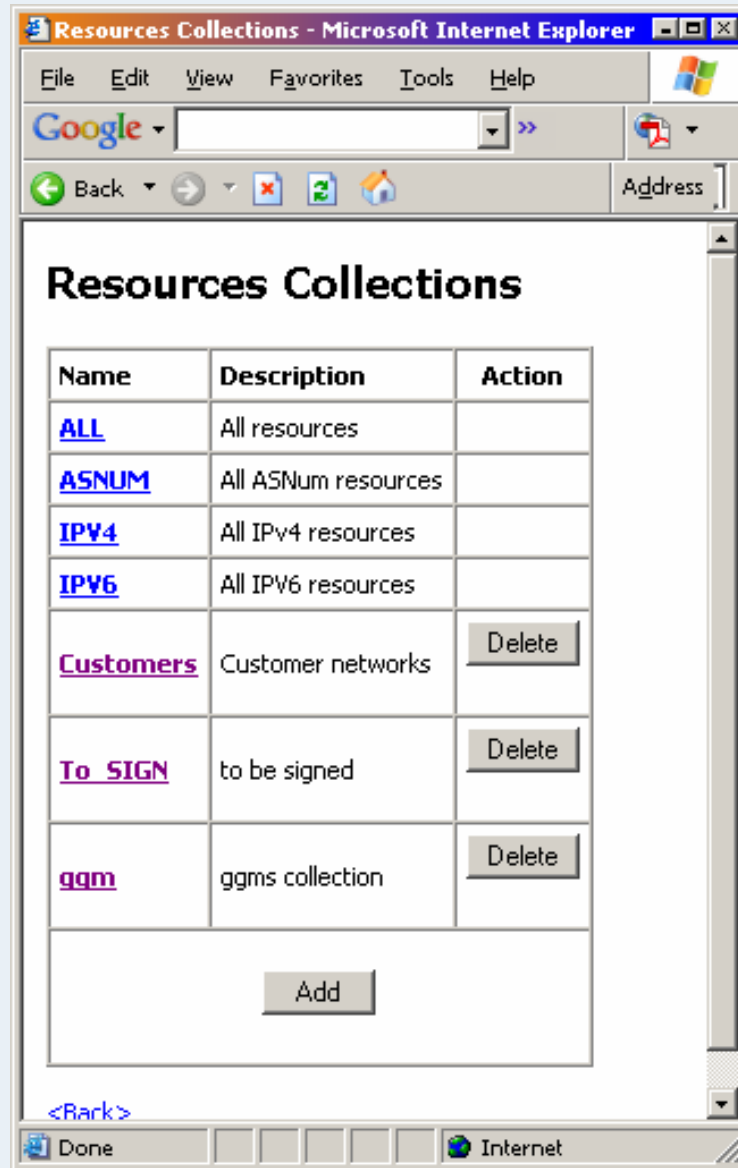 Resources Collections - Microsoft Internet Explorer
File Edit View Favorites Tools Help
Google
Back Address
Resources Collections
Name Description Action
ALL All resources
ASNUM All ASNum resources
IPV4 All IPv4 resources
IPV6 All IPV6 resources
Customers Customer networks Delete
To_SIGN to be signed Delete
ggm ggms collection Delete
Add
<Back>
Done Internet